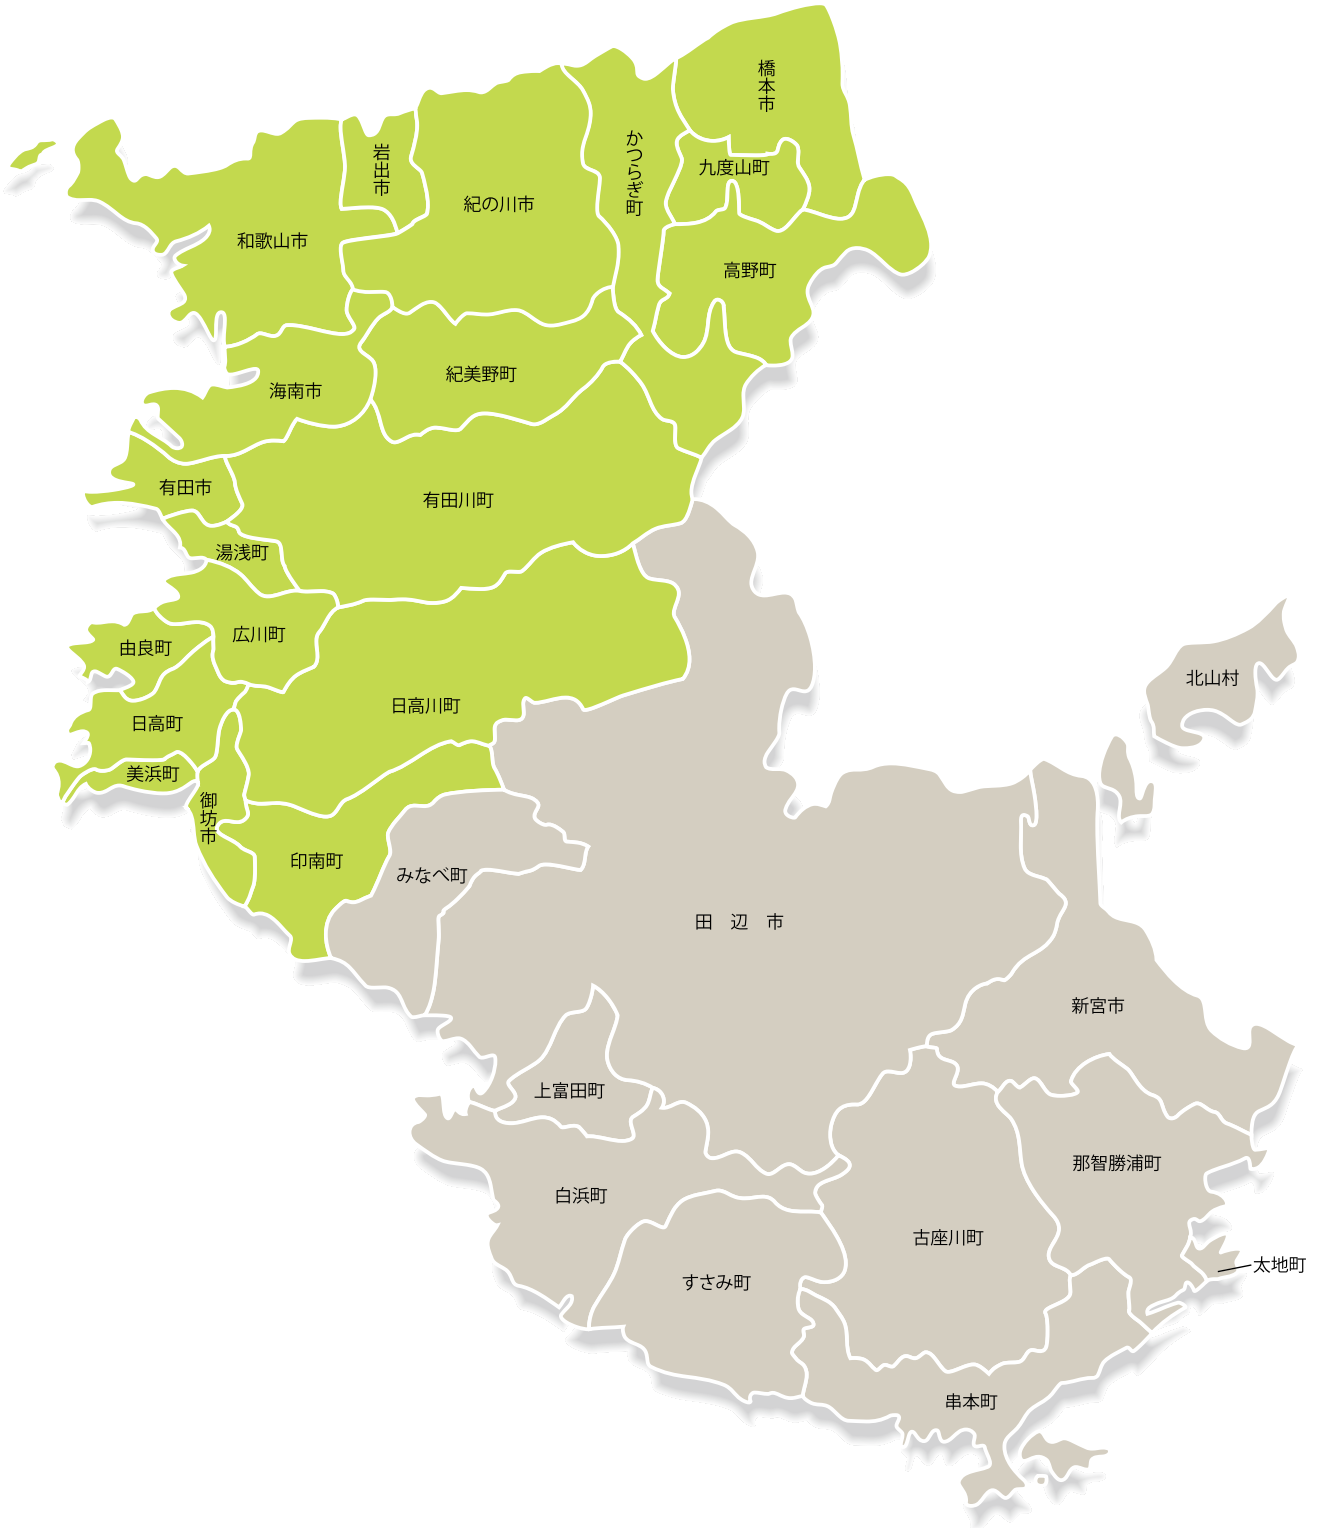 橋本市
かつらぎ町
岩出市
九度山町
紀の川市
和歌山市
高野町
紀美野町
海南市
有田市
有田川町
湯浅町
広川町
由良町
北山村
日高川町
日高町
美浜町
御坊市
印南町
みなべ町
田　辺　市
新宮市
上富田町
那智勝浦町
白浜町
古座川町
太地町
すさみ町
串本町